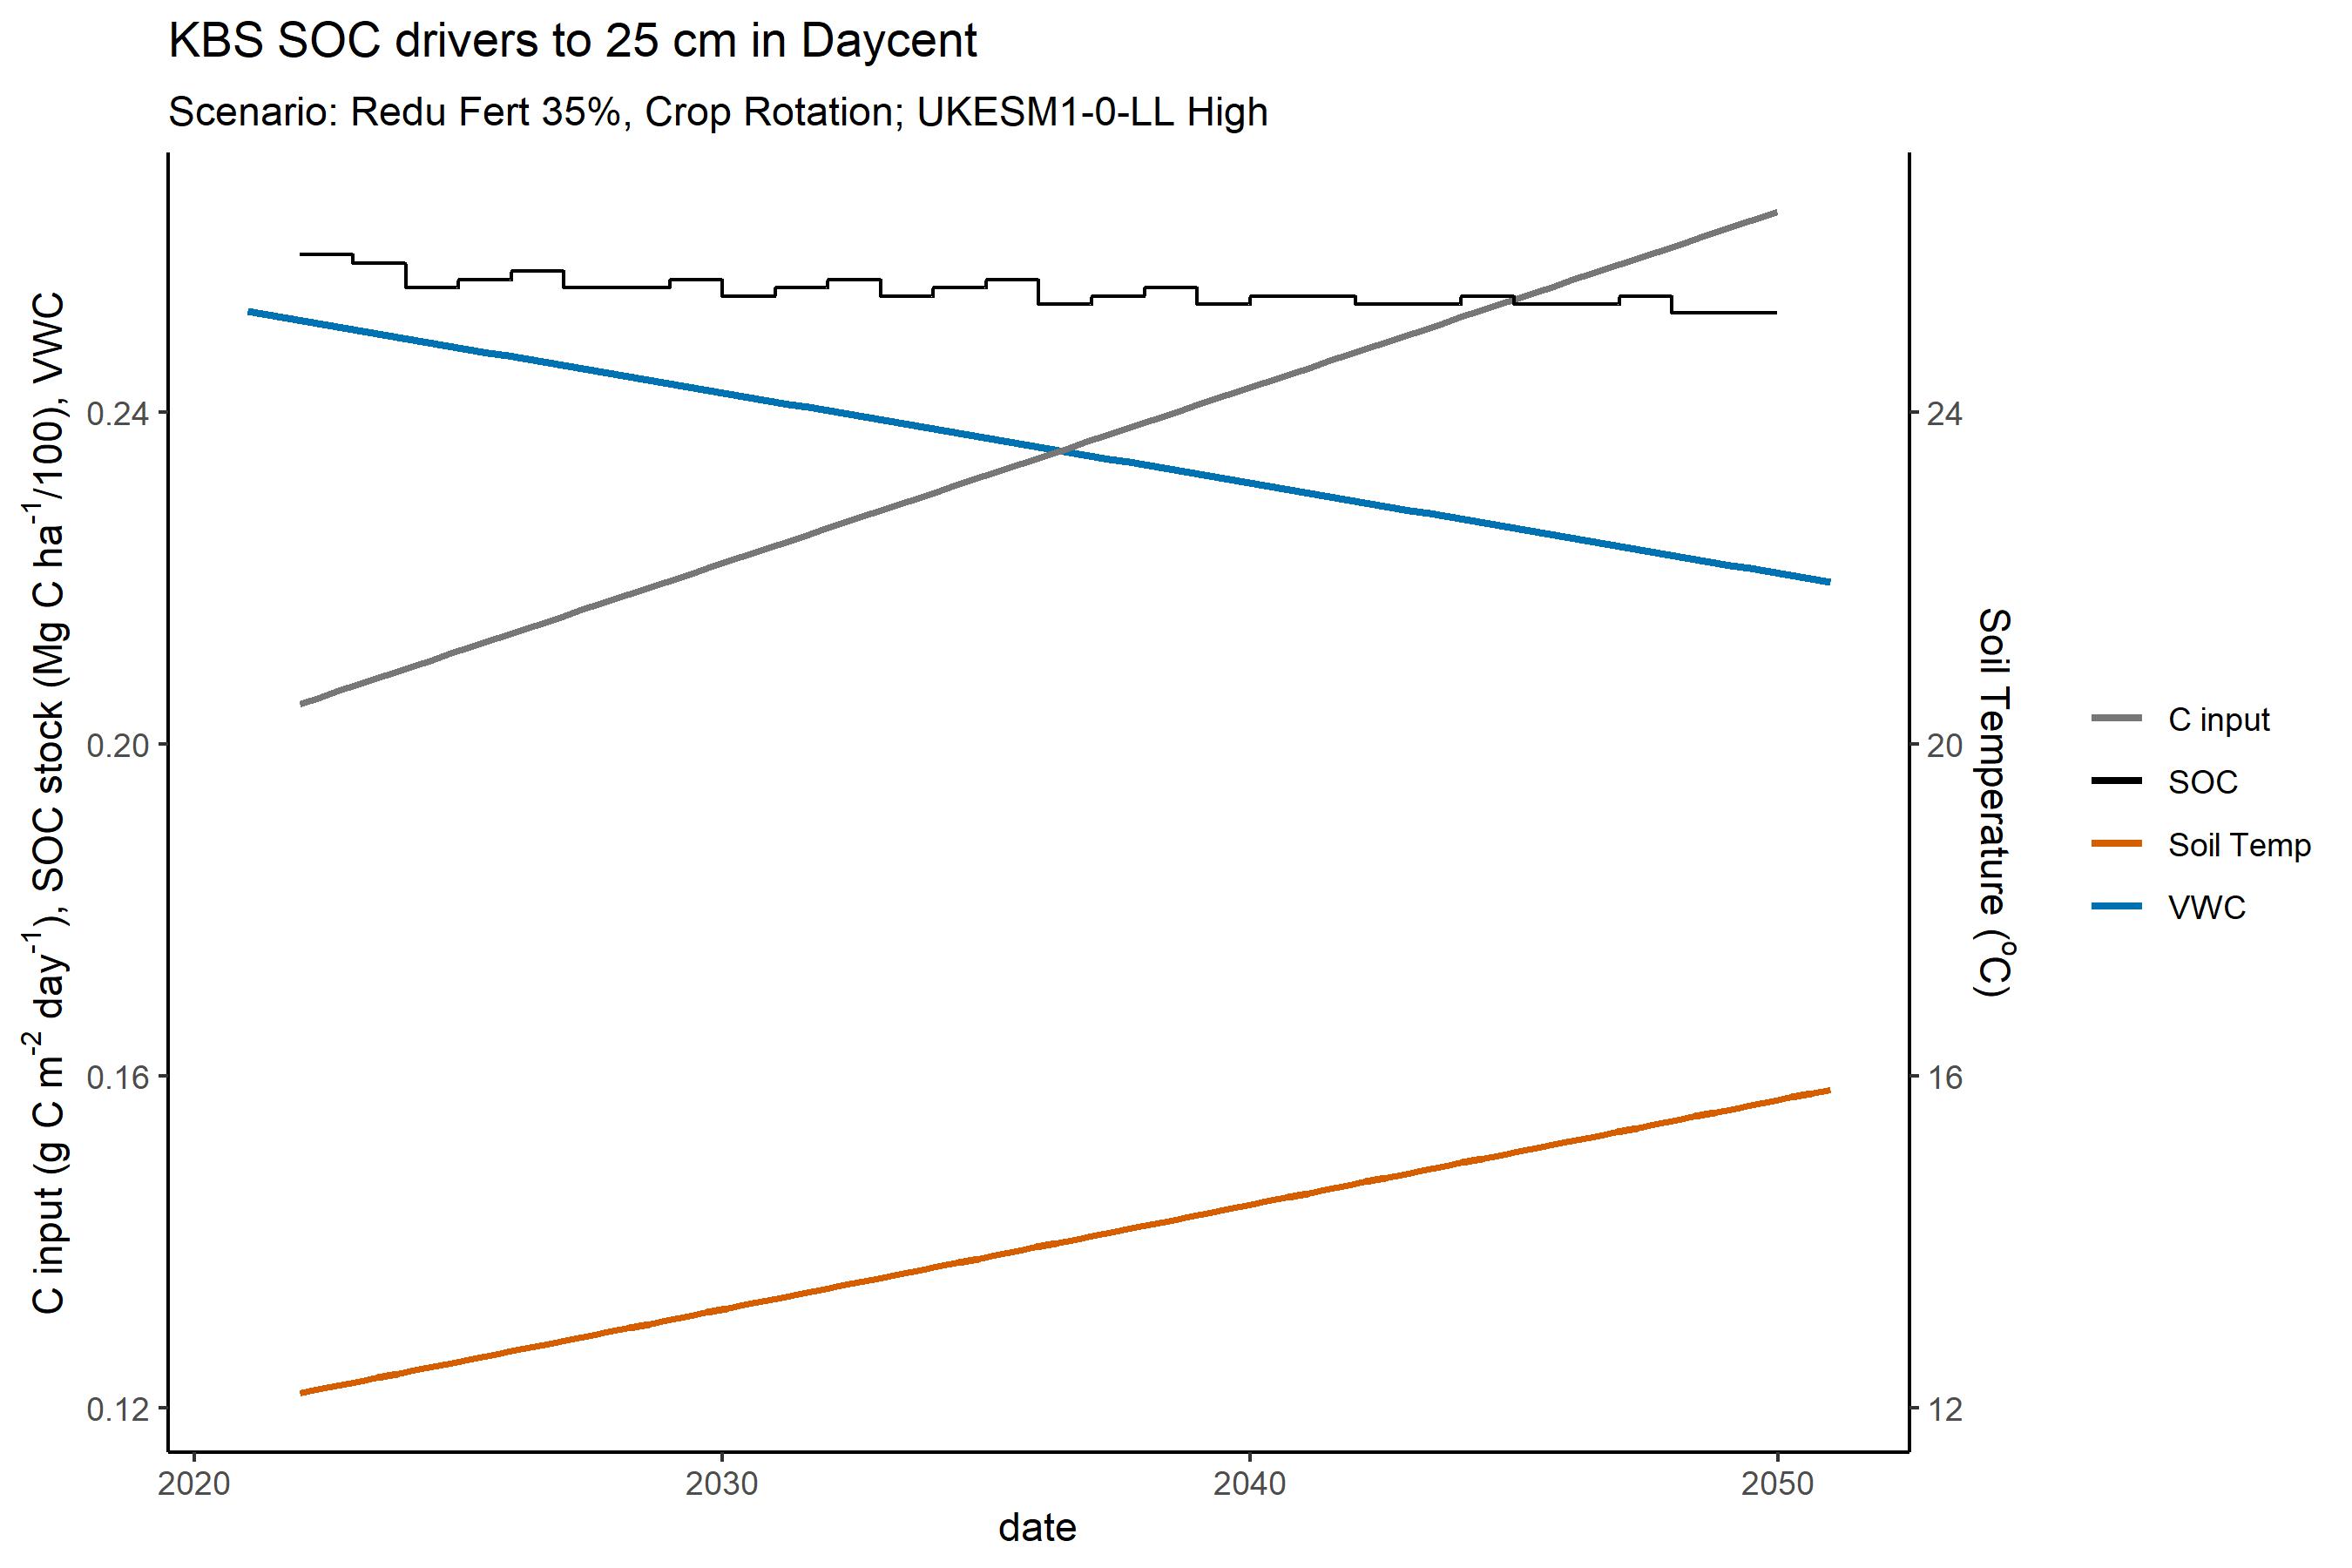 KBS SOC drivers to 25 cm in Daycent
Scenario: Redu Fert 35%, Crop Rotation; UKESM1-0-LL High
C input (g C m⁻² day⁻¹), SOC stock (Mg C ha⁻¹/100), VWC
0.24
0.20
0.16
0.12
24
20
16
12
Soil Temperature (°C)
C input
SOC
Soil Temp
VWC
2020
2030
2040
2050
date